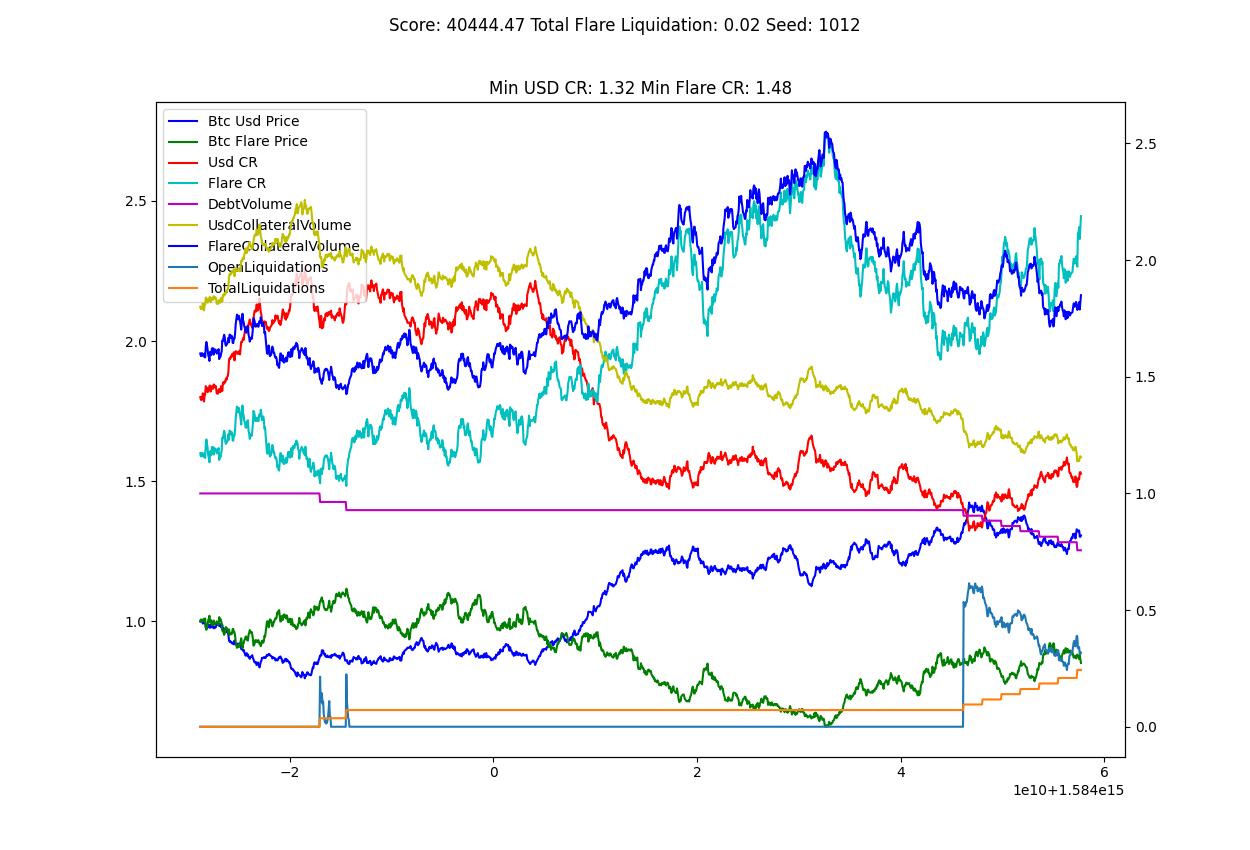 Score: 40444.47 Total Flare Liquidation: 0.02 Seed: 1012
Min USD CR: 1.32 Min Flare CR: 1.48
Btc Usd Price
Btc Flare Price
Usd CR
Flare CR
DebtVolume
UsdCollateralVolume
FlareCollateralVolume
OpenLiquidations
TotalLiquidations
2.5
2.0
1.5
1.0
2.5
2.0
1.5
1.0
0.5
0.0
−2
0
2
4
6
1e10+1.584e15